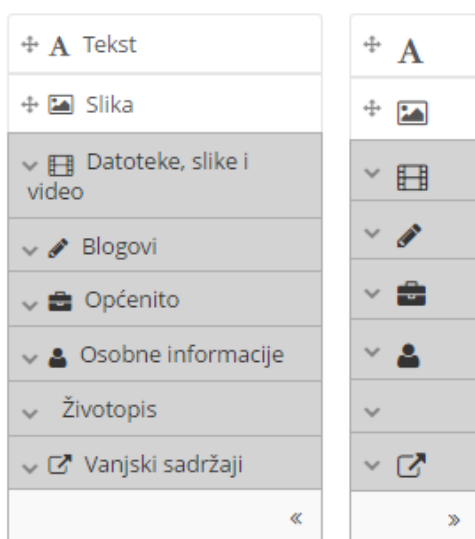 Tekst
Slika
Datoteke, slike i
video
Blogovi
Općenito
Osobne informacije
Životopis
Vanjski sadržaji
«
»